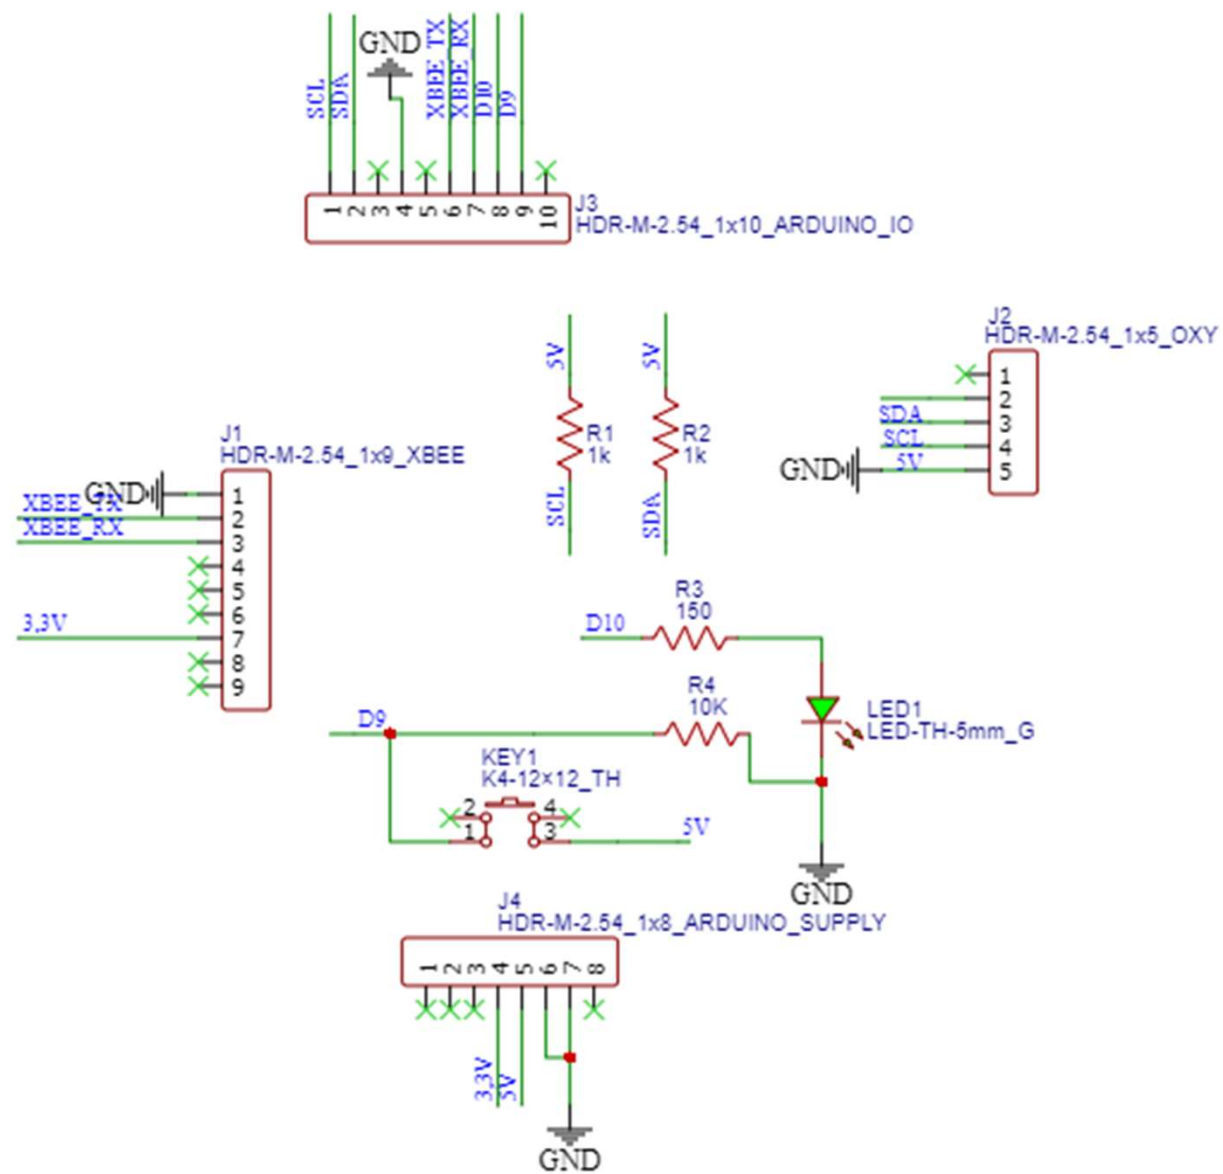 GND
SCL
SDA
XBEE_TX
XBEE_RX
D10
D9
1
2
3
4
5
6
7
8
9
10
J3
HDR-M-2.54_1x10_ARDUINO_IO
5V
R1
1k
SCL
5V
R2
1k
SDA
J2
HDR-M-2.54_1x5_OXY
1
2
SDA
3
SCL
4
GND
5V
5
J1
HDR-M-2.54_1x9_XBEE
GND
1
XBEE_TX
2
XBEE_RX
3
4
5
6
3,3V
7
8
9
R3
150
D10
R4
10K
D9
LED1
LED-TH-5mm_G
KEY1
K4-12×12_TH
2
4
1
3
5V
GND
J4
HDR-M-2.54_1x8_ARDUINO_SUPPLY
1
2
3
4
5
6
7
8
3,3V
5V
GND